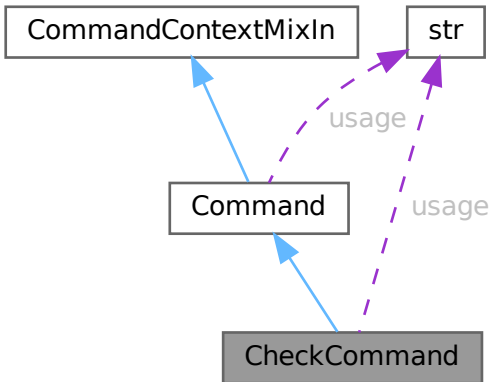 CommandContextMixIn
str
usage
Command
usage
CheckCommand